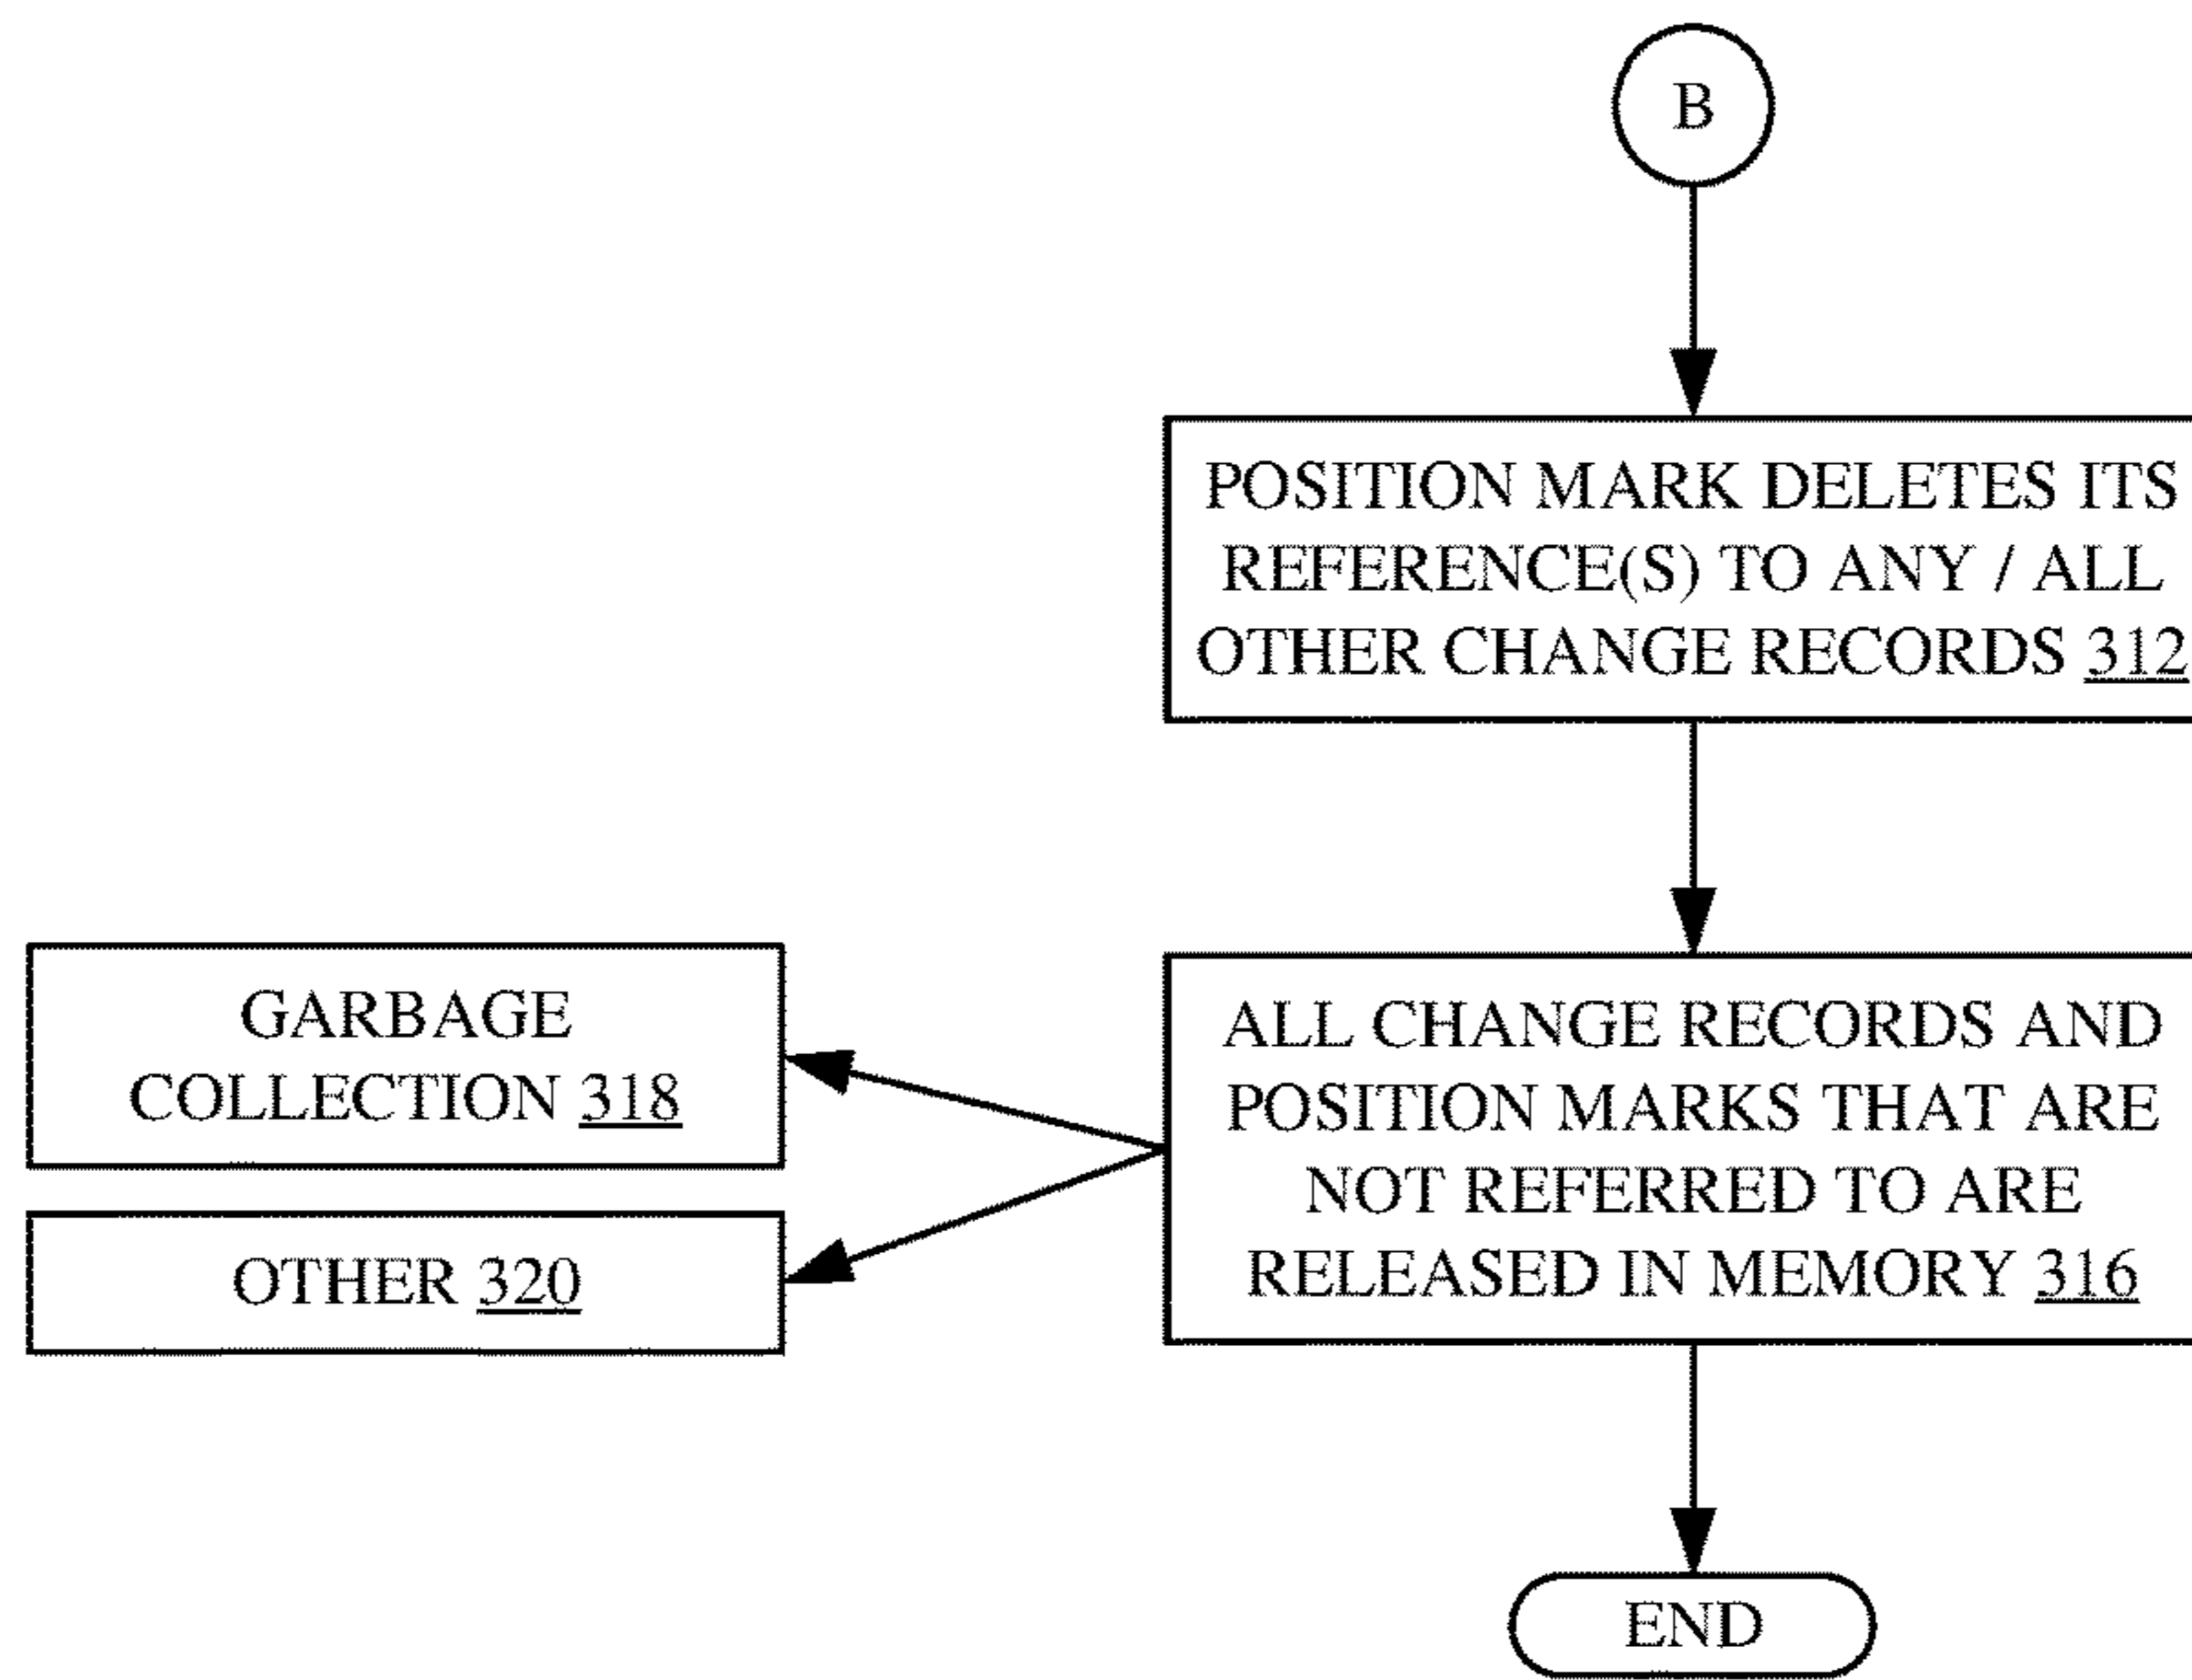 B
POSITION MARK DELETES ITS
REFERENCE(S) TO ANY / ALL
OTHER CHANGE RECORDS 312
GARBAGE
COLLECTION 318
OTHER 320
ALL CHANGE RECORDS AND
POSITION MARKS THAT ARE
NOT REFERRED TO ARE
RELEASED IN MEMORY 316
END